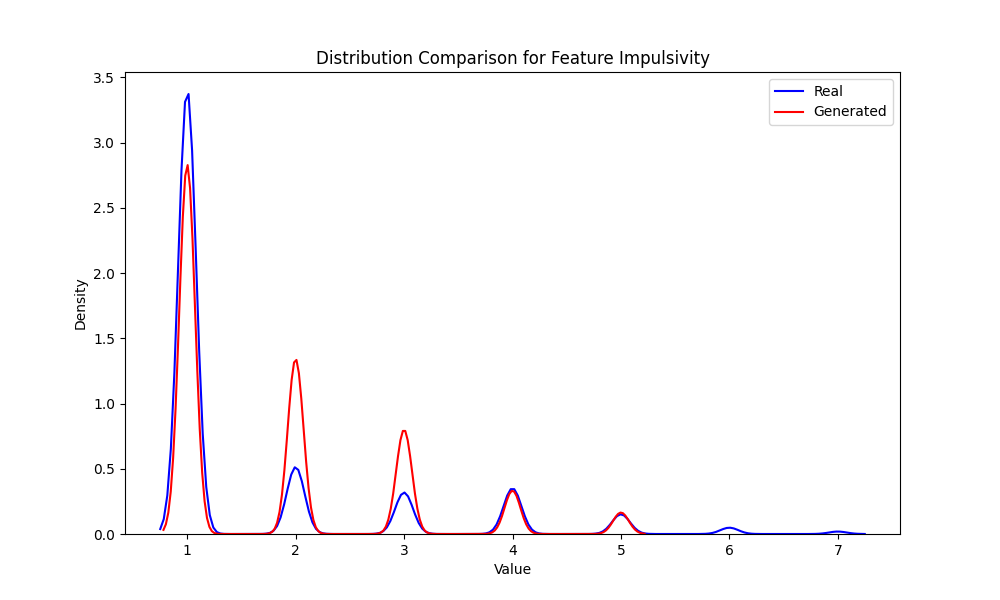 Distribution Comparison for Feature Impulsivity
Real
Generated
Density
3.5
3.0
2.5
2.0
1.5
1.0
0.5
0.0
1 2 3 4 5 6 7
Value